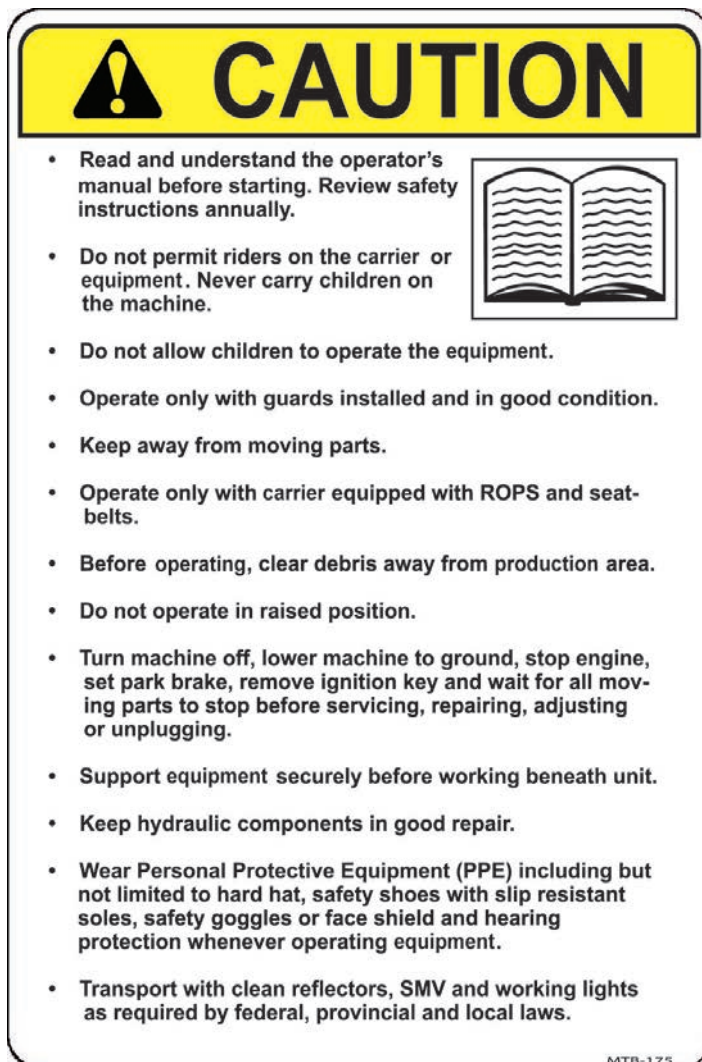 CAUTION
• Read and understand the operator's
manual before starting. Review safety
instructions annually.
• Do not permit riders on the carrier or
equipment. Never carry children on
the machine.
• Do not allow children to operate the equipment.
• Operate only with guards installed and in good condition.
• Keep away from moving parts.
• Operate only with carrier equipped with ROPS and seat-
belts.
• Before operating, clear debris away from production area.
• Do not operate in raised position.
• Turn machine off, lower machine to ground, stop engine,
set park brake, remove ignition key and wait for all mov-
ing parts to stop before servicing, repairing, adjusting
or unplugging.
• Support equipment securely before working beneath unit.
• Keep hydraulic components in good repair.
• Wear Personal Protective Equipment (PPE) including but
not limited to hard hat, safety shoes with slip resistant
soles, safety goggles or face shield and hearing
protection whenever operating equipment.
• Transport with clean reflectors, SMV and working lights
as required by federal, provincial and local laws.
MTB-175